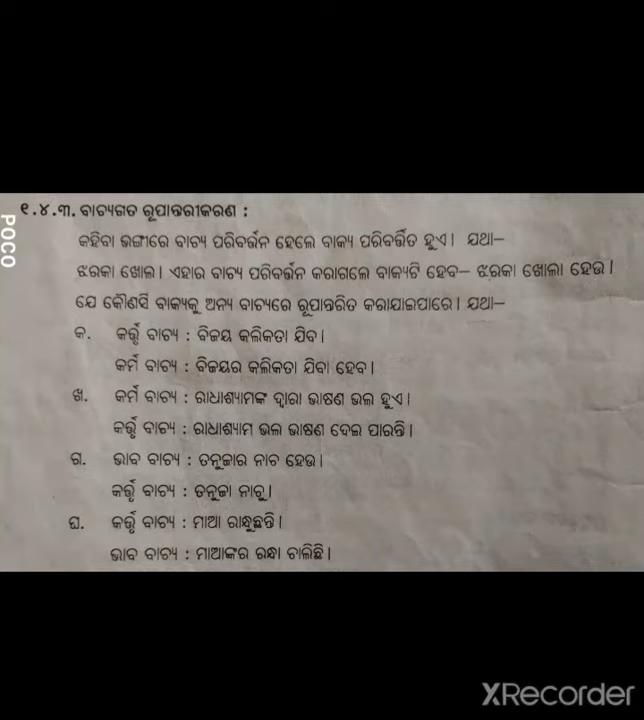 POCO
୧.୪.୩. ବାଚ୍ୟଗତ ରୂପାନ୍ତରୀକରଣ :
କହିବା ଭଙ୍ଗୀରେ ବାଚ୍ୟ ପରିବର୍ତ୍ତନ ହେଲେ ବାକ୍ୟ ପରିବର୍ତ୍ତିତ ହୁଏ। ଯଥା–
ଝରକା ଖୋଲ। ଏହାର ବାଚ୍ୟ ପରିବର୍ତ୍ତନ କରାଗଲେ ବାକ୍ୟଟି ହେବ– ଝରକା ଖୋଲା ହେଉ।
ଯେ କୌଣସି ବାକ୍ୟକୁ ଅନ୍ୟ ବାଚ୍ୟରେ ରୂପାନ୍ତରିତ କରାଯାଇପାରେ। ଯଥା–
କ. କର୍ତ୍ତୃ ବାଚ୍ୟ : ବିଜୟ କଲିକତା ଯିବ।
କର୍ମ ବାଚ୍ୟ : ବିଜୟର କଲିକତା ଯିବା ହେବ।
ଖ. କର୍ମ ବାଚ୍ୟ : ରାଧାଶ୍ୟାମଙ୍କ ଦ୍ୱାରା ଭାଷଣ ଭଲ ହୁଏ।
କର୍ତ୍ତୃ ବାଚ୍ୟ : ରାଧାଶ୍ୟାମ ଭଲ ଭାଷଣ ଦେଇ ପାରନ୍ତି।
ଗ. ଭାବ ବାଚ୍ୟ : ତନୁଜାର ନାଚ ହେଉ।
କର୍ତ୍ତୃ ବାଚ୍ୟ : ତନୁଜା ନାଚୁ।
ଘ. କର୍ତ୍ତୃ ବାଚ୍ୟ : ମାଆ ରାନ୍ଧୁଛନ୍ତି।
ଭାବ ବାଚ୍ୟ : ମାଆଙ୍କର ରନ୍ଧା ଚାଲିଛି।
XRecorder